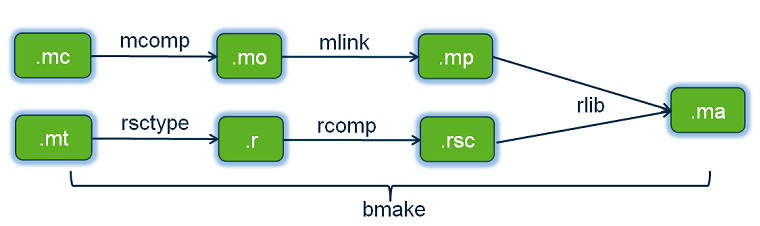 mcomp
mlink
.mc
.mo
.mp
rlib
.ma
rsctype
rcomp
.mt
.r
.rsc
bmake